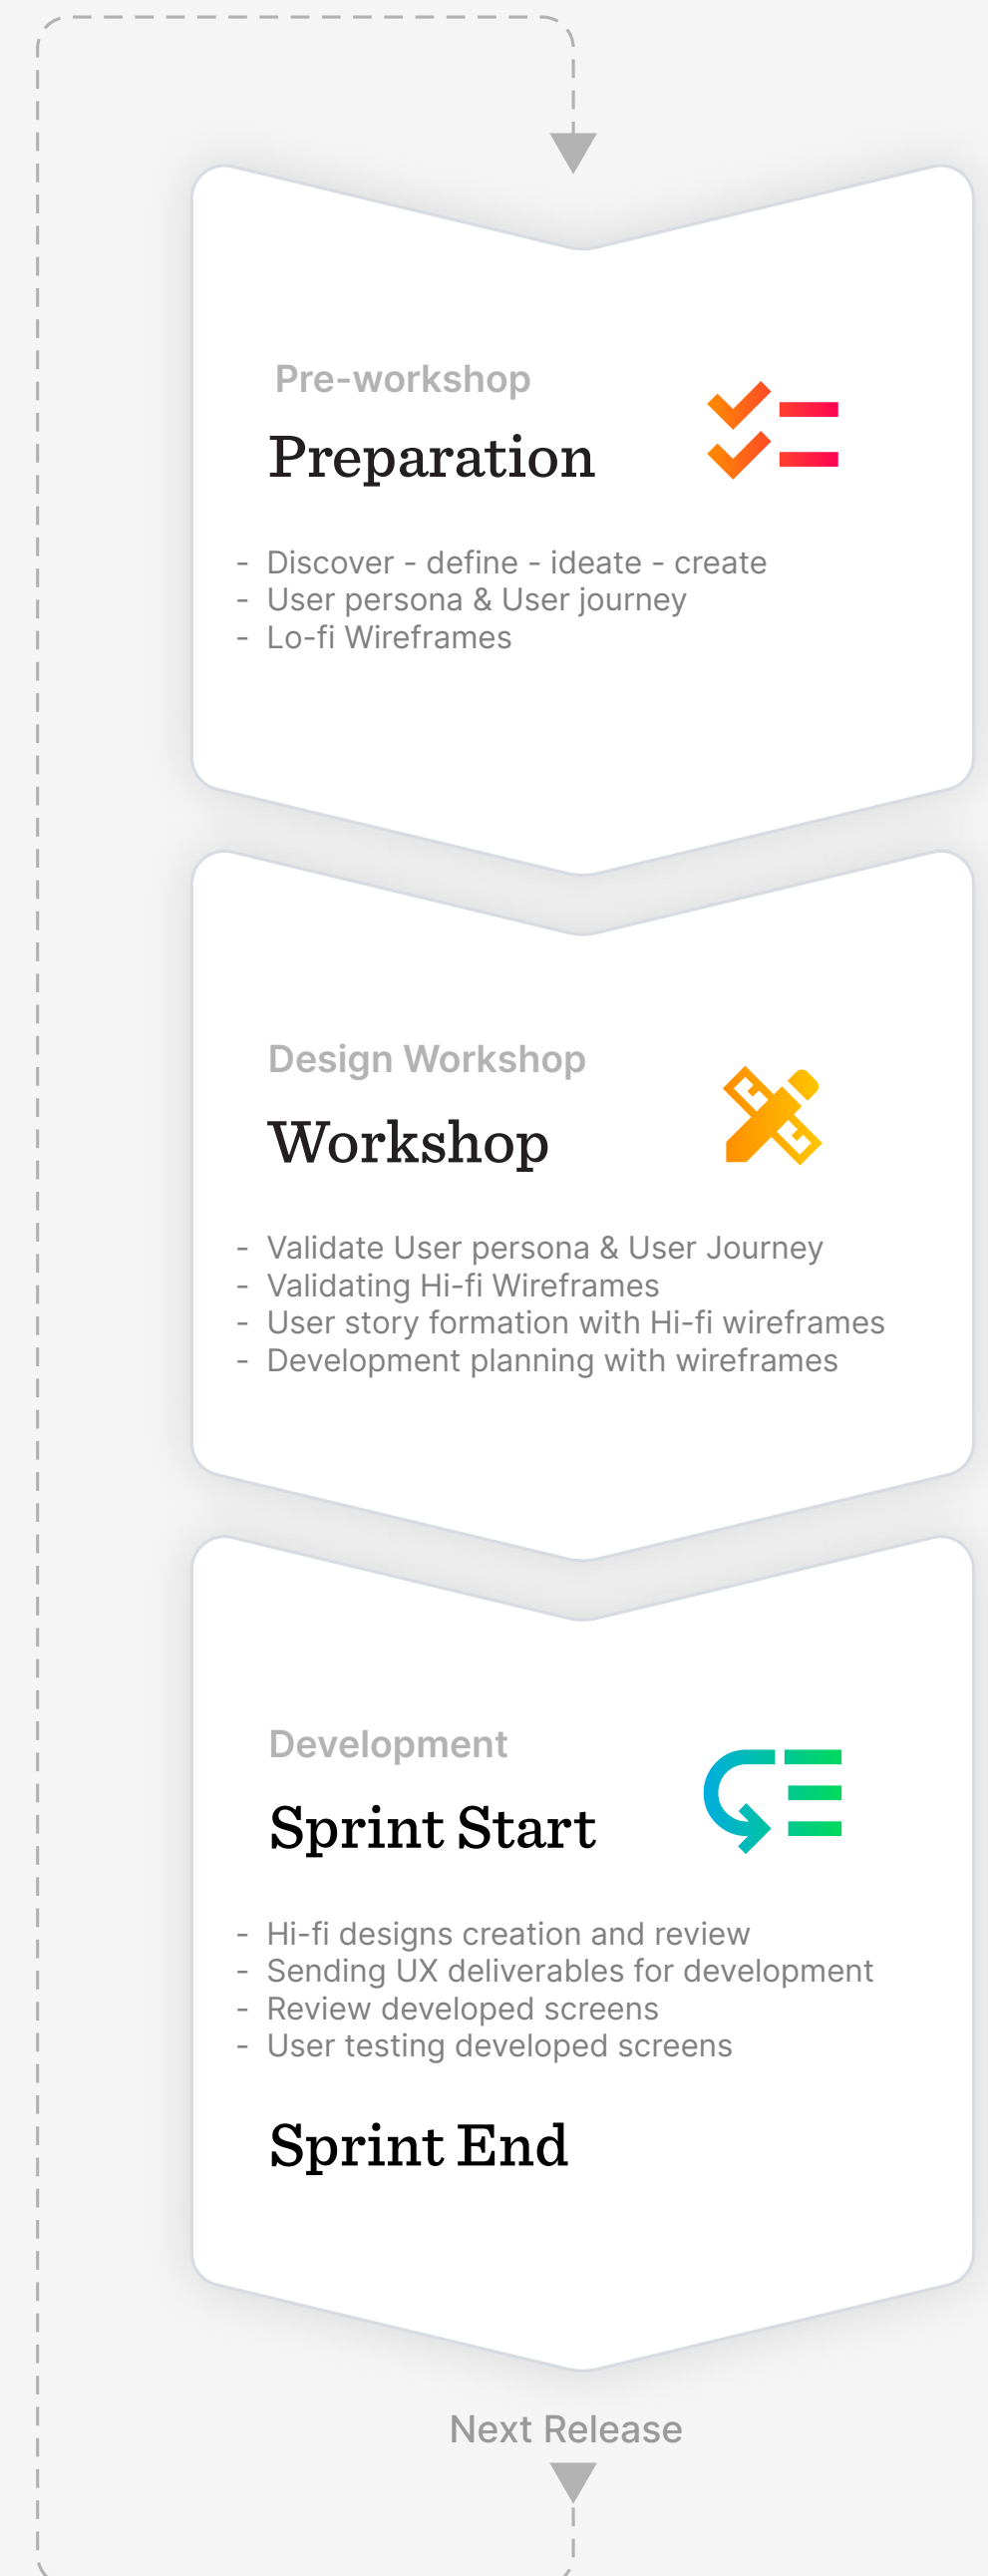 Pre-workshop
Preparation
- Discover - define - ideate - create
- User persona & User journey
- Lo-fi Wireframes
Design Workshop
Workshop
- Validate User persona & User Journey
- Validating Hi-fi Wireframes
- User story formation with Hi-fi wireframes
- Development planning with wireframes
Development
Sprint Start
- Hi-fi designs creation and review
- Sending UX deliverables for development
- Review developed screens
- User testing developed screens
Sprint End
Next Release